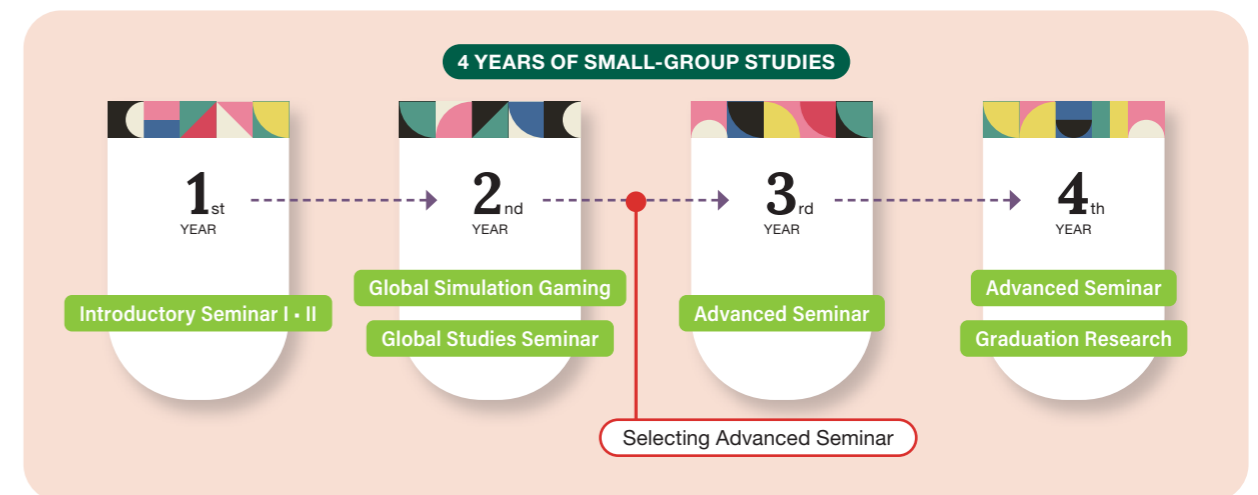 4 YEARS OF SMALL-GROUP STUDIES
1st
YEAR
Introductory Seminar I・II
2nd
YEAR
Global Simulation Gaming
Global Studies Seminar
Selecting Advanced Seminar
3rd
YEAR
Advanced Seminar
4th
YEAR
Advanced Seminar
Graduation Research